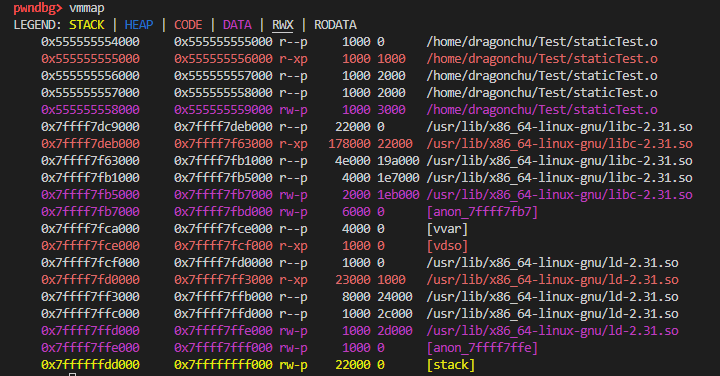 pwndbg> vmmap
LEGEND: STACK | HEAP | CODE | DATA | RWX | RODATA
0x555555554000 0x555555555000 r--p 1000 0 /home/dragonchu/Test/staticTest.o
0x555555555000 0x555555556000 r-xp 1000 1000 /home/dragonchu/Test/staticTest.o
0x555555556000 0x555555557000 r--p 1000 2000 /home/dragonchu/Test/staticTest.o
0x555555557000 0x555555558000 r--p 1000 2000 /home/dragonchu/Test/staticTest.o
0x555555558000 0x555555559000 rw-p 1000 3000 /home/dragonchu/Test/staticTest.o
0x7ffff7dc9000 0x7ffff7deb000 r--p 22000 0 /usr/lib/x86_64-linux-gnu/libc-2.31.so
0x7ffff7deb000 0x7ffff7f63000 r-xp 178000 22000 /usr/lib/x86_64-linux-gnu/libc-2.31.so
0x7ffff7f63000 0x7ffff7fb1000 r--p 4e000 19a000 /usr/lib/x86_64-linux-gnu/libc-2.31.so
0x7ffff7fb1000 0x7ffff7fb5000 r--p 4000 1e7000 /usr/lib/x86_64-linux-gnu/libc-2.31.so
0x7ffff7fb5000 0x7ffff7fb7000 rw-p 2000 1eb000 /usr/lib/x86_64-linux-gnu/libc-2.31.so
0x7ffff7fb7000 0x7ffff7fbd000 rw-p 6000 0 [anon_7ffff7fb7]
0x7ffff7fca000 0x7ffff7fce000 r--p 4000 0 [vvar]
0x7ffff7fce000 0x7ffff7fcf000 r-xp 1000 0 [vdso]
0x7ffff7fcf000 0x7ffff7fd0000 r--p 1000 0 /usr/lib/x86_64-linux-gnu/ld-2.31.so
0x7ffff7fd0000 0x7ffff7ff3000 r-xp 23000 1000 /usr/lib/x86_64-linux-gnu/ld-2.31.so
0x7ffff7ff3000 0x7ffff7ffb000 r--p 8000 24000 /usr/lib/x86_64-linux-gnu/ld-2.31.so
0x7ffff7ffc000 0x7ffff7ffd000 r--p 1000 2c000 /usr/lib/x86_64-linux-gnu/ld-2.31.so
0x7ffff7ffd000 0x7ffff7ffe000 rw-p 1000 2d000 /usr/lib/x86_64-linux-gnu/ld-2.31.so
0x7ffff7ffe000 0x7ffff7fff000 rw-p 1000 0 [anon_7ffff7ffe]
0x7ffffffdd000 0x7ffffffff000 rw-p 22000 0 [stack]